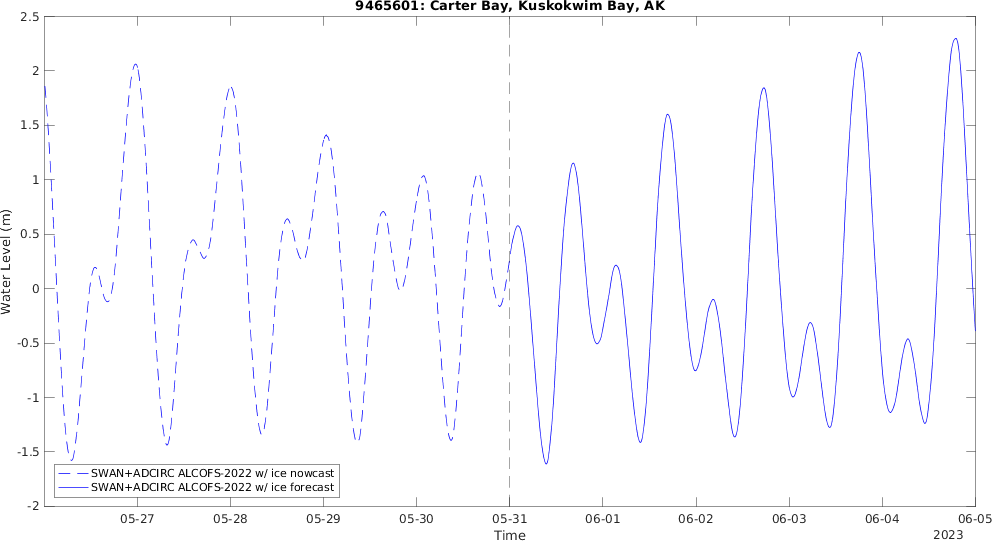 9465601: Carter Bay, Kuskokwim Bay, AK
2.5
2
1.5
1
0.5
0
-0.5
-1
-1.5
-2
Water Level (m)
SWAN+ADCIRC ALCOFS-2022 w/ ice nowcast
SWAN+ADCIRC ALCOFS-2022 w/ ice forecast
05-27 05-28 05-29 05-30 05-31 06-01 06-02 06-03 06-04 06-05
Time
2023